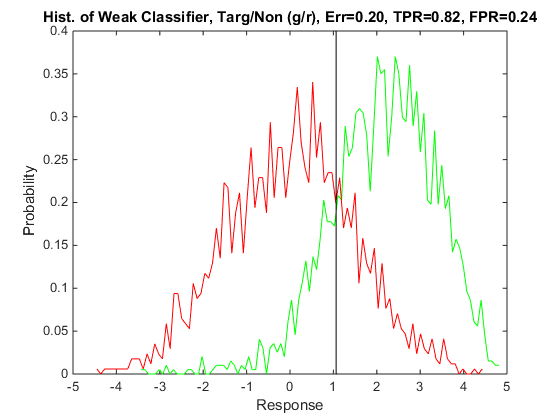 Hist. of Weak Classifier, Targ/Non (g/r), Err=0.20, TPR=0.82, FPR=0.24
0.4
0.35
0.3
0.25
0.2
0.15
0.1
0.05
0
Probability
-5 -4 -3 -2 -1 0 1 2 3 4 5
Response